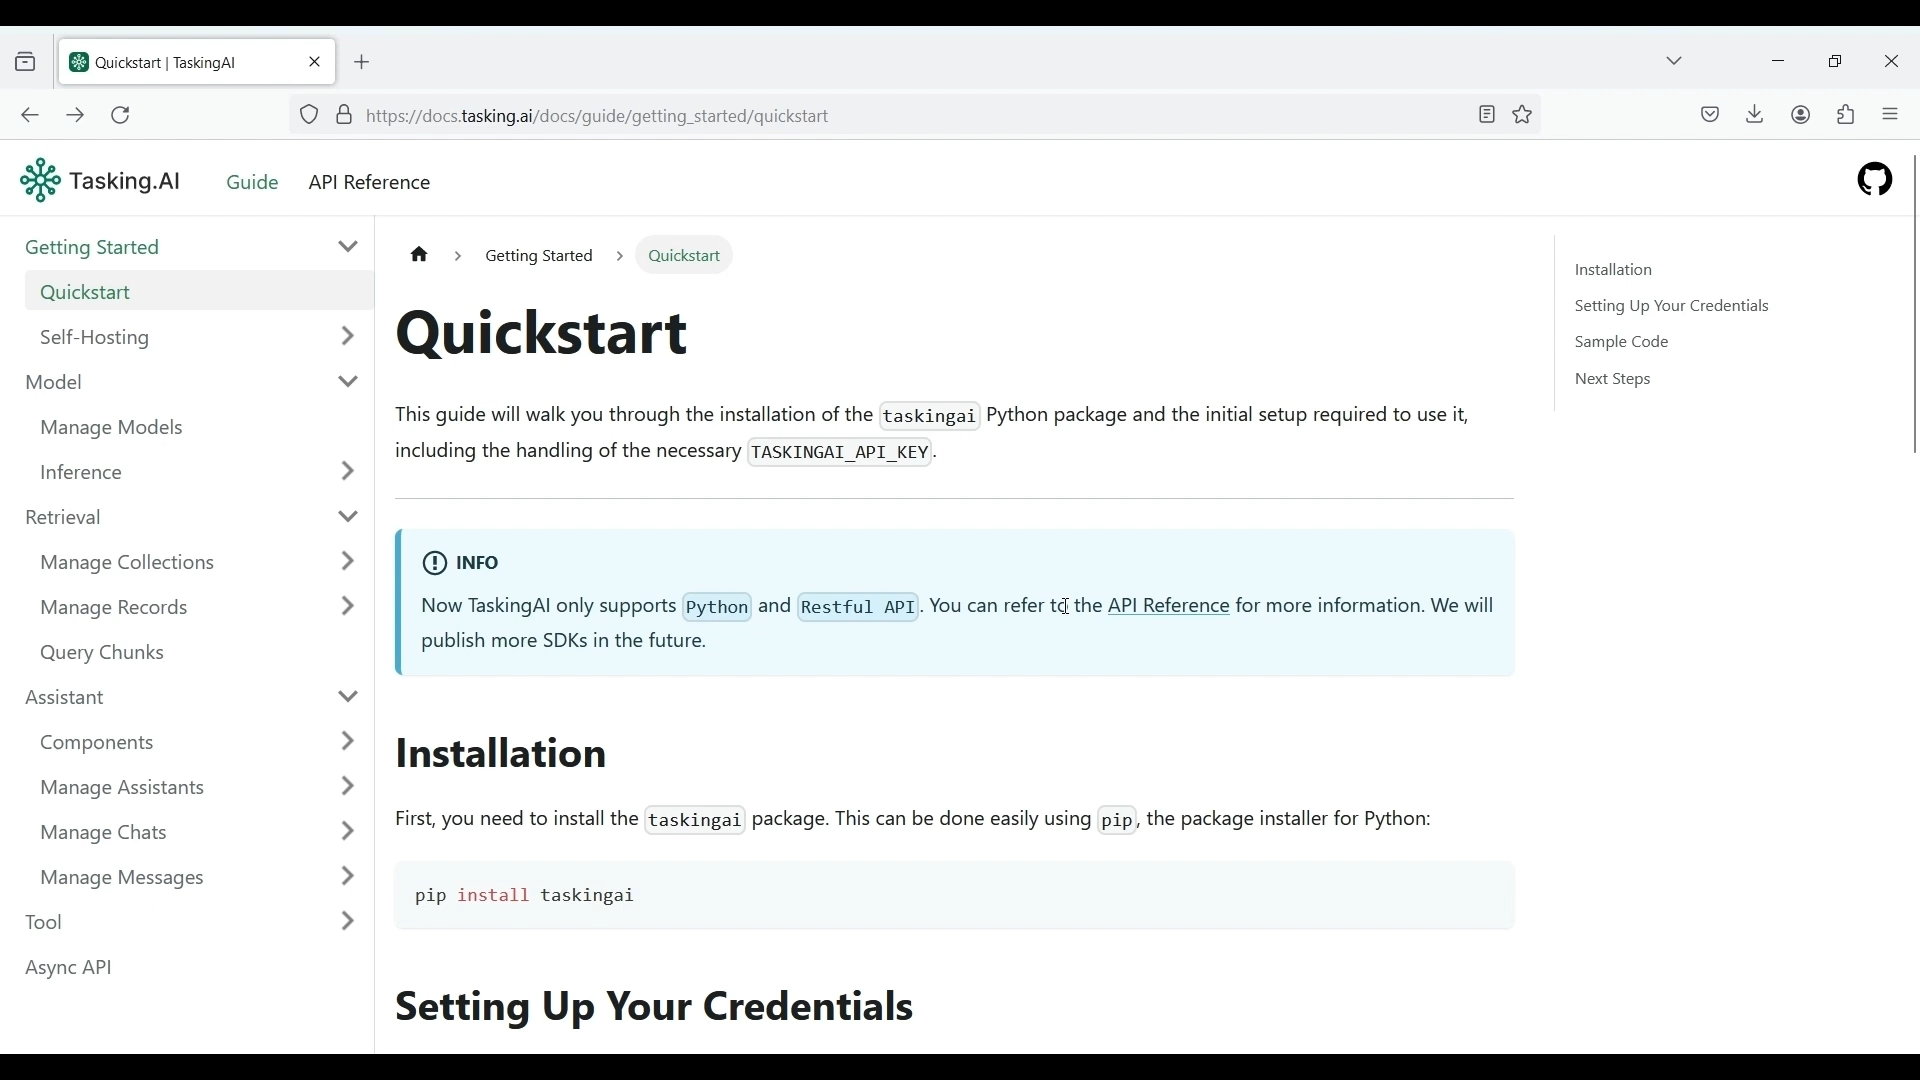 Quickstart | TaskingAI
https://docs.tasking.ai/docs/guide/getting_started/quickstart
Tasking.AI
Guide
API Reference
Getting Started
Quickstart
Self-Hosting
Model
Manage Models
Inference
Retrieval
Manage Collections
Manage Records
Query Chunks
Assistant
Components
Manage Assistants
Manage Chats
Manage Messages
Tool
Async API
Getting Started
Quickstart
Quickstart
This guide will walk you through the installation of the taskingai Python package and the initial setup required to use it,
including the handling of the necessary TASKINGAI_API_KEY.
INFO
Now TaskingAI only supports Python and Restful API. You can refer to the API Reference for more information. We will
publish more SDKs in the future.
Installation
First, you need to install the taskingai package. This can be done easily using pip, the package installer for Python:
pip install taskingai
Setting Up Your Credentials
Installation
Setting Up Your Credentials
Sample Code
Next Steps